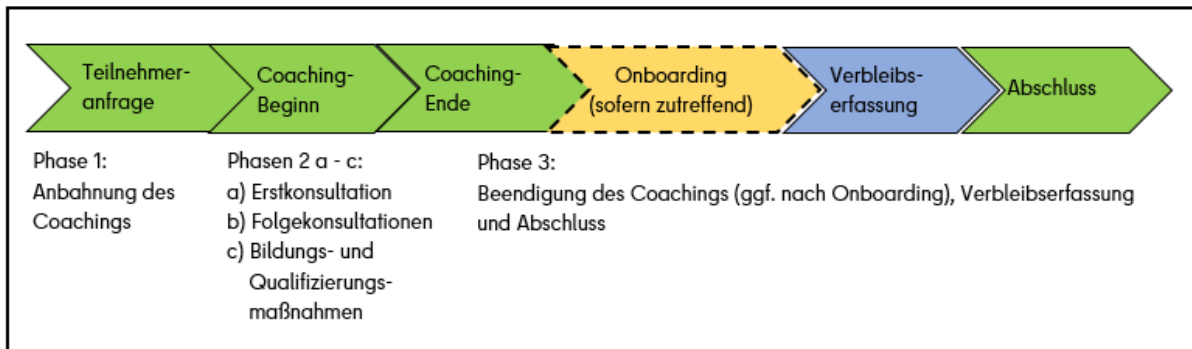 Teilnehmer-
anfrage
Coaching-
Beginn
Coaching-
Ende
Onboarding
(sofern zutreffend)
Verbleibs-
erfassung
Abschluss
Phase 1:
Anbahnung des
Coachings
Phasen 2 a - c:
a) Erstkonsultation
b) Folgekonsultationen
c) Bildungs- und
Qualifizierungs-
maßnahmen
Phase 3:
Beendigung des Coachings (ggf. nach Onboarding), Verbleibserfassung
und Abschluss